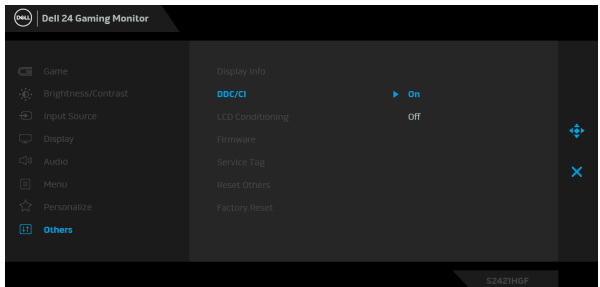 DELL Dell 24 Gaming Monitor
Game
Brightness/Contrast
Input Source
Display
Audio
Menu
Personalize
Others
Display Info
DDC/CI
On
LCD Conditioning
Off
Firmware
Service Tag
Reset Others
Factory Reset
S2421HGF